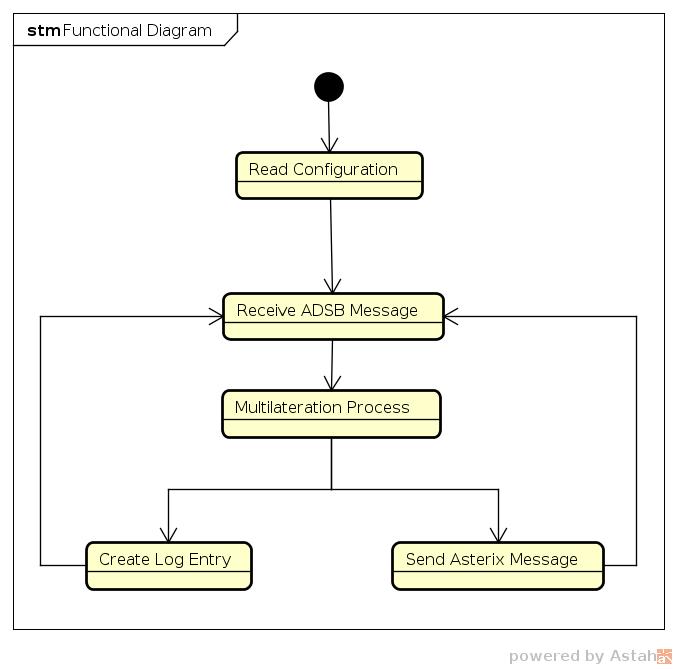 stm Functional Diagram
Read Configuration
Receive ADSB Message
Multilateration Process
Create Log Entry
Send Asterix Message
powered by Astah